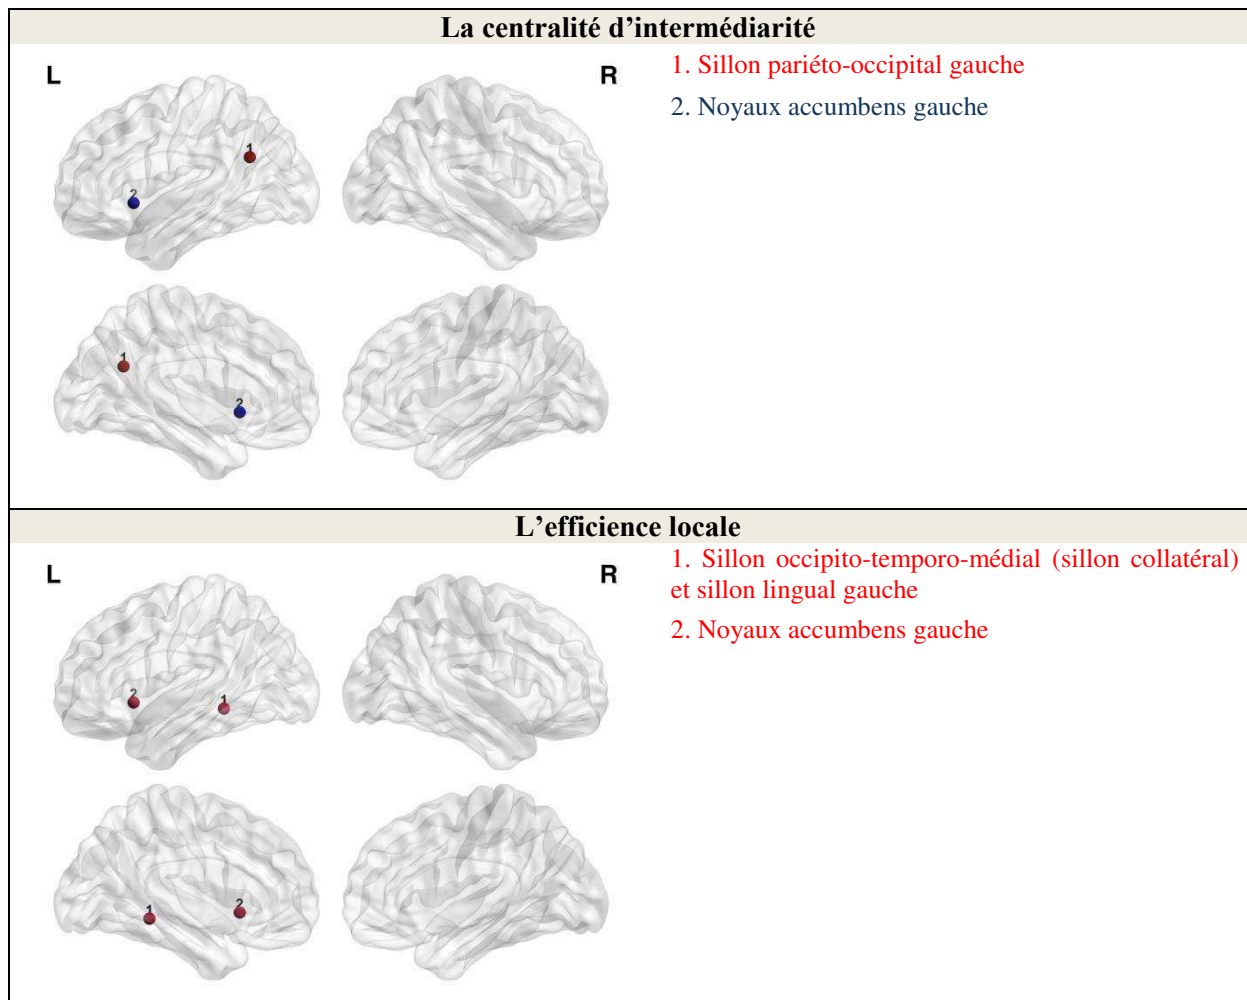 La centralité d’intermédiarité
L
R
1. Sillon pariéto-occipital gauche
2. Noyaux accumbens gauche
1
2
1
2
L’efficience locale
L
R
1. Sillon occipito-temporo-médial (sillon collatéral)
et sillon lingual gauche
2. Noyaux accumbens gauche
2
1
1
2